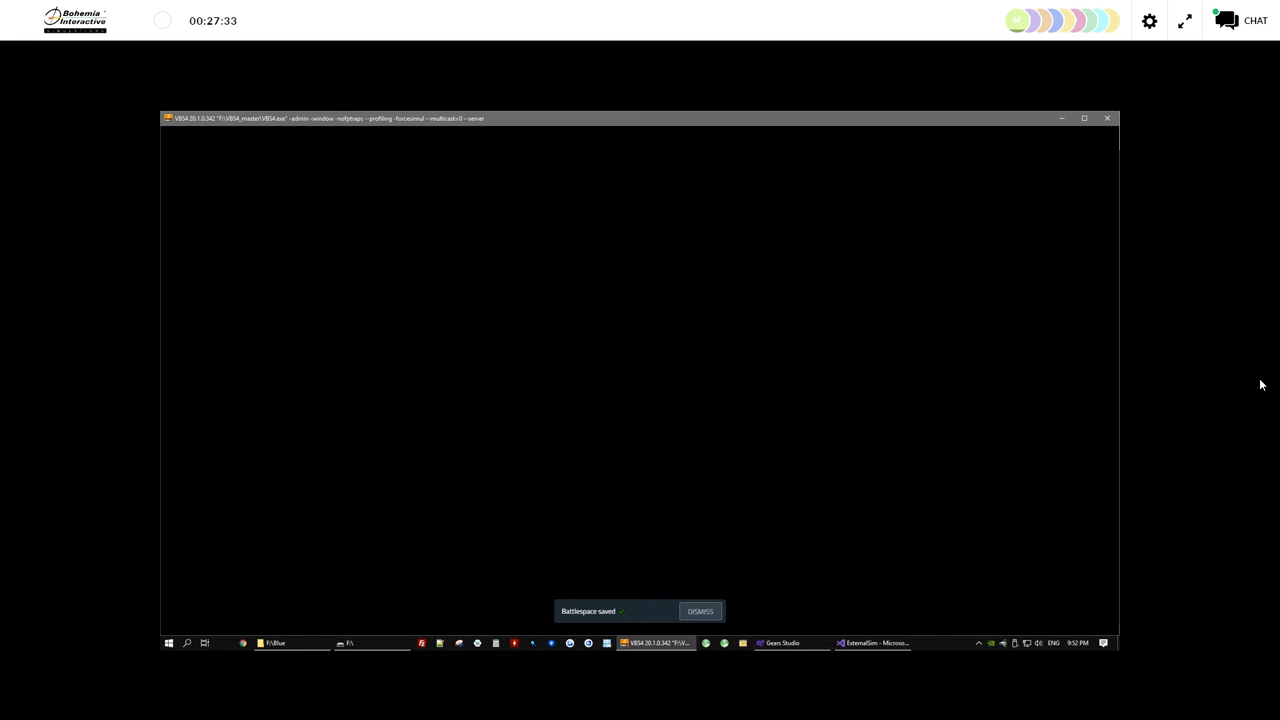 Bohemia
Interactive
SIMULATIONS
00:27:33
M
CHAT
VBS4 20.1.0.342 "F:\VBS4_master\VBS4.exe" -admin -window -nofptraps --profiling -forcesimul --multicast=0 --server
Battlespace saved
DISMISS
F:\Blue
F:\
VBS4 20.1.0.342 "F:\V...
Gears Studio
ExternalSim - Microso...
ENG
9:52 PM